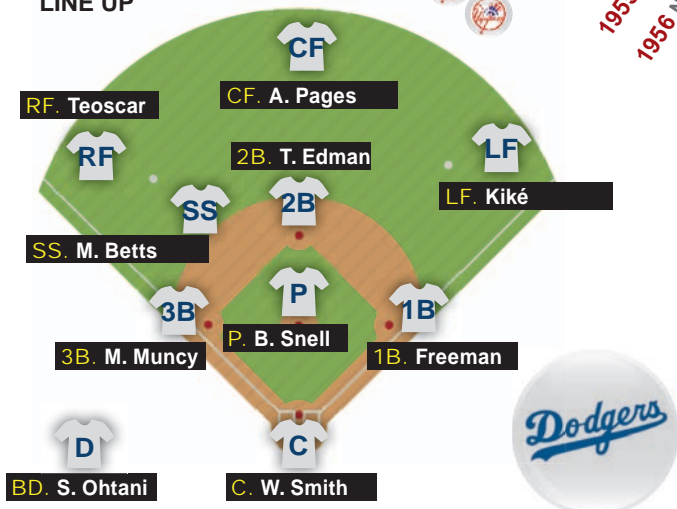 LINE UP
1956
CF
CF. A. Pages
RF. Teoscar
RF
2B. T. Edman
LF
LF. Kiké
SS
2B
SS. M. Betts
P
3B
1B
P. B. Snell
3B. M. Muncy
1B. Freeman
Dodgers
D
C
BD. S. Ohtani
C. W. Smith